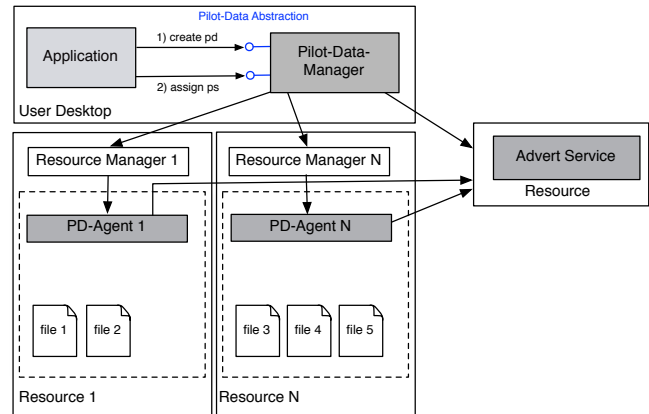 Pilot-Data Abstraction
1) create pd
Application
Pilot-Data-
Manager
2) assign ps
User Desktop
Resource Manager 1
Resource Manager N
Advert Service
Resource
PD-Agent 1
PD-Agent N
file 1
file 2
file 3
file 4
file 5
Resource 1
Resource N